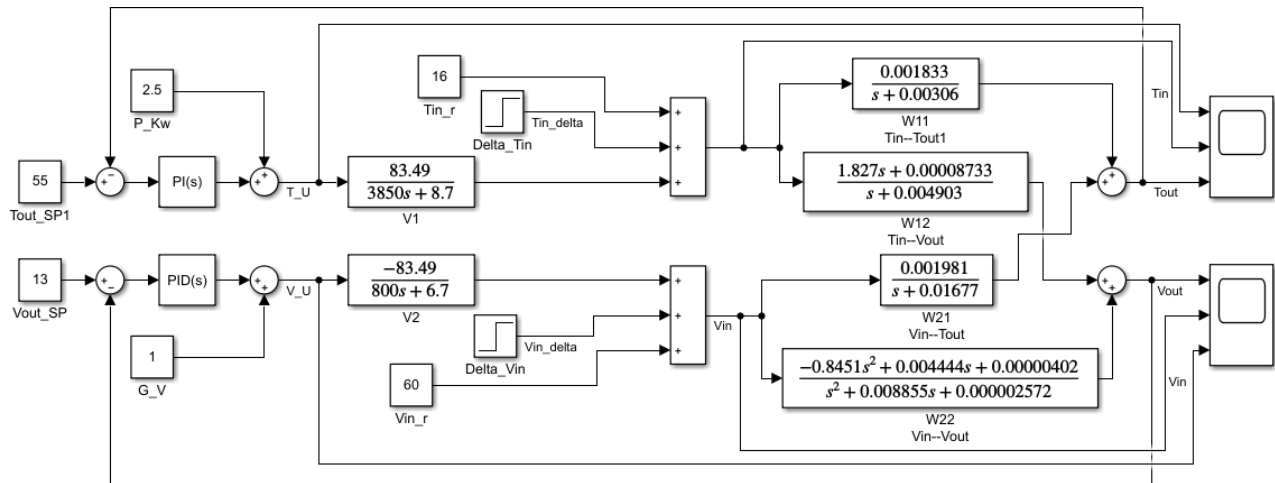 2.5
P_Kw
55
Tout_SP1
+
−
PI(s)
+
+
T_U
83.49
3850s + 8.7
V1
16
Tin_r
Delta_Tin
Tin_delta
+
+
+
0.001833
s + 0.00306
W11
Tin--Tout1
1.827s + 0.00008733
s + 0.004903
W12
Tin--Vout
+
+
Tout
Tin
13
Vout_SP
+
−
PID(s)
+
+
V_U
1
G_V
−83.49
800s + 6.7
V2
Delta_Vin
Vin_delta
60
Vin_r
+
+
+
Vin
0.001981
s + 0.01677
W21
Vin--Tout
−0.8451s² + 0.004444s + 0.00000402
s² + 0.008855s + 0.000002572
W22
Vin--Vout
+
+
Vout
Vin